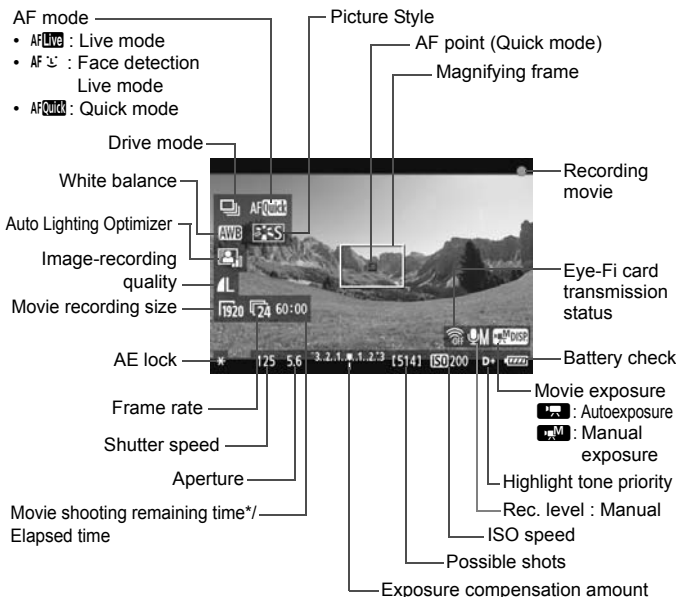 AF mode
• AF Live : Live mode
• AF : Face detection
Live mode
• AF Quick : Quick mode
Picture Style
AF point (Quick mode)
Magnifying frame
Drive mode
White balance
Auto Lighting Optimizer
Image-recording
quality
Movie recording size
AE lock
Frame rate
Shutter speed
Aperture
Movie shooting remaining time*/
Elapsed time
Recording
movie
Eye-Fi card
transmission
status
Battery check
Movie exposure
: Autoexposure
M : Manual
exposure
Highlight tone priority
Rec. level : Manual
ISO speed
Possible shots
Exposure compensation amount
AF Quick
AWB
S
L
1920 24 60:00
OFF M M DISP.
* 125 5.6 -3..2..1..0..1..2.+3 [514] ISO 200 D+